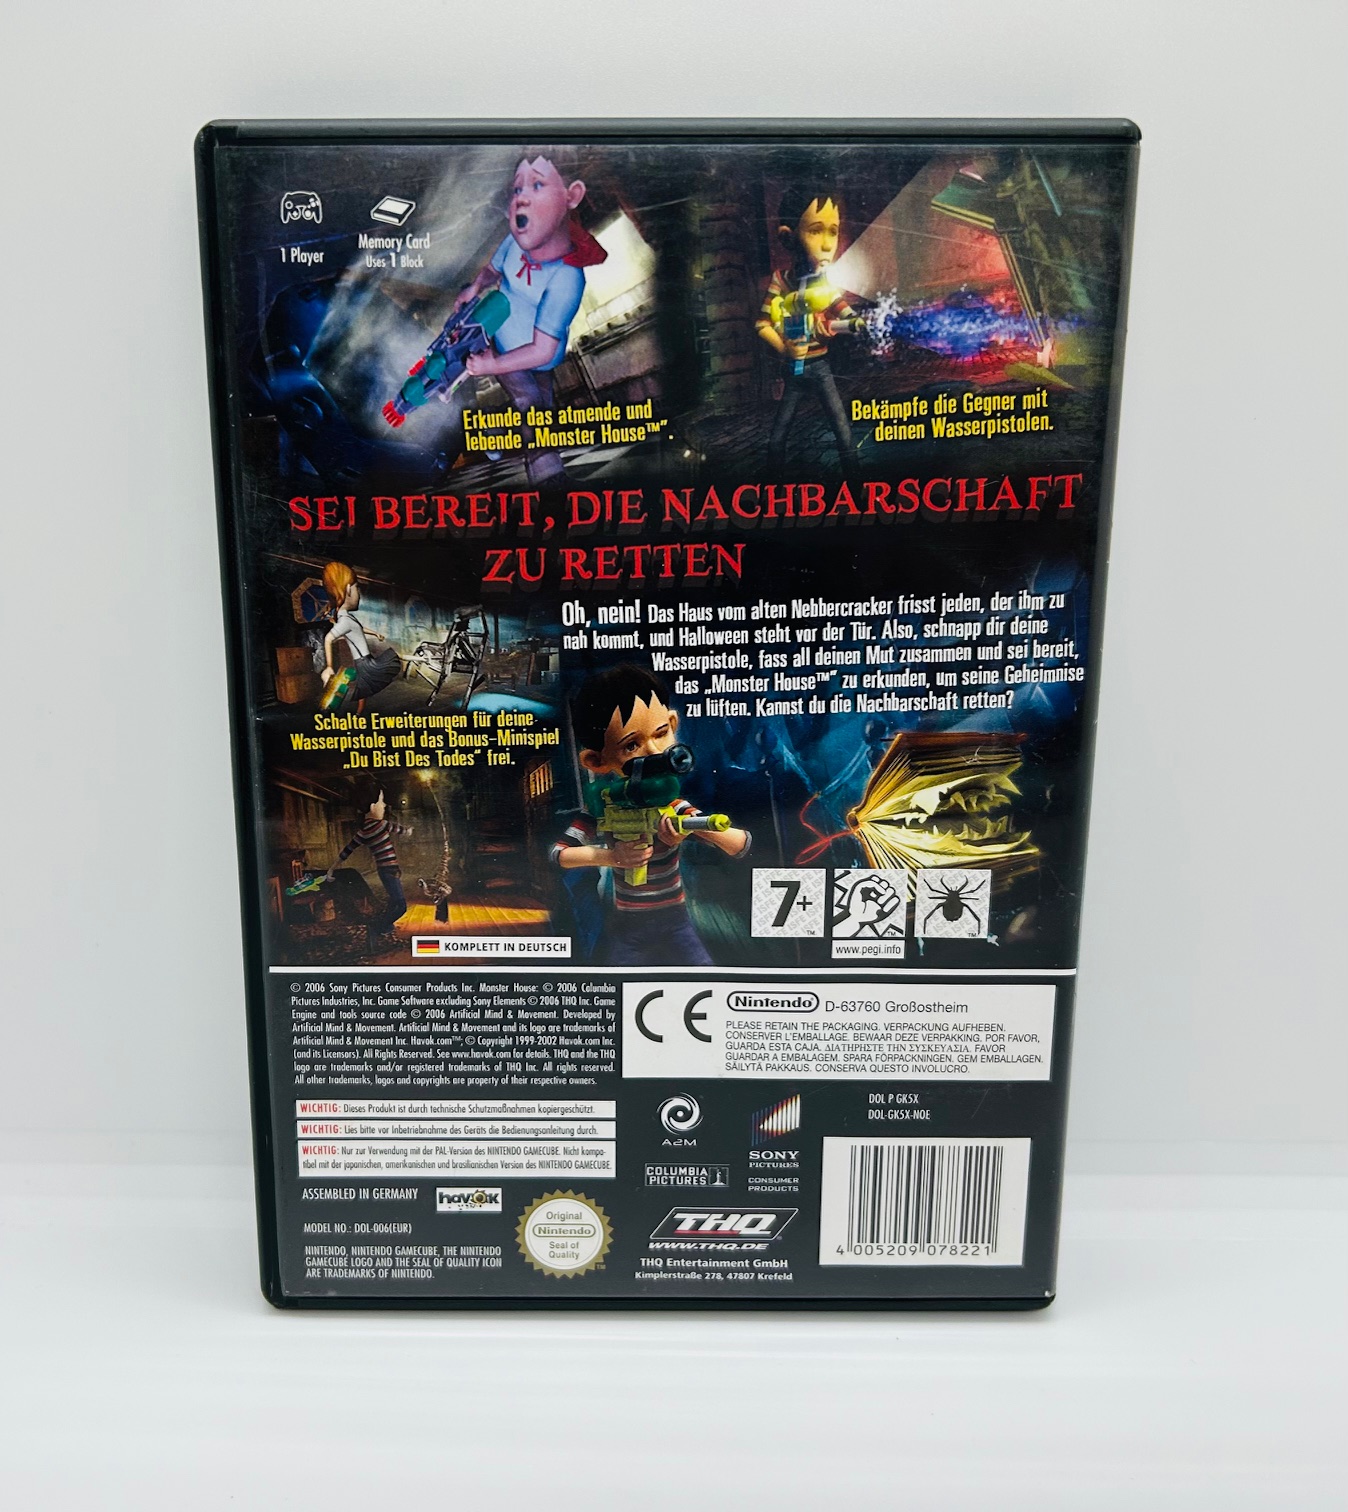 1 Player
Memory Card
Uses 1 Block
Erkunde das atmende und
lebende „Monster House™“.
Bekämpfe die Gegner mit
deinen Wasserpistolen.
SEI BEREIT, DIE NACHBARSCHAFT
ZU RETTEN
Oh, nein! Das Haus vom alten Nebbercracker frisst jeden, der ihm zu
nah kommt, und Halloween steht vor der Tür. Also, schnapp dir deine
Wasserpistole, fass all deinen Mut zusammen und sei bereit,
das „Monster House™“ zu erkunden, um seine Geheimnise
zu lüften. Kannst du die Nachbarschaft retten?
Schalte Erweiterungen für deine
Wasserpistole und das Bonus-Minispiel
„Du Bist Des Todes“ frei.
7+
TM
TM
TM
www.pegi.info
KOMPLETT IN DEUTSCH
© 2006 Sony Pictures Consumer Products Inc. Monster House: © 2006 Columbia
Pictures Industries, Inc. Game Software excluding Sony Elements © 2006 THQ Inc. Game
Engine and tools source code © 2006 Artificial Mind & Movement. Developed by
Artificial Mind & Movement. Artificial Mind & Movement and its logo are trademarks of
Artificial Mind & Movement Inc. Havok.com™; © Copyright 1999-2002 Havok.com Inc.
(and its Licensors). All Rights Reserved. See www.havok.com for details. THQ and the THQ
logo are trademarks and/or registered trademarks of THQ Inc. All rights reserved.
All other trademarks, logos and copyrights are property of their respective owners.
CE
Nintendo® D-63760 Großostheim
PLEASE RETAIN THE PACKAGING. VERPACKUNG AUFHEBEN.
CONSERVER L'EMBALLAGE. BEWAAR DEZE VERPAKKING. POR FAVOR,
GUARDA ESTA CAJA. ΔΙΑΤΗΡΗΣΤΕ ΤΗΝ ΣΥΣΚΕΥΑΣΙΑ. FAVOR
GUARDAR A EMBALAGEM. SPARA FÖRPACKNINGEN. GEM EMBALLAGEN.
SÄILYTÄ PAKKAUS. CONSERVA QUESTO INVOLUCRO.
WICHTIG: Dieses Produkt ist durch technische Schutzmaßnahmen kopiergeschützt.
WICHTIG: Lies bitte vor Inbetriebnahme des Geräts die Bedienungsanleitung durch.
WICHTIG: Nur zur Verwendung mit der PAL-Version des NINTENDO GAMECUBE. Nicht kompa-
tibel mit der japanischen, amerikanischen und brasilianischen Version des NINTENDO GAMECUBE.
ASSEMBLED IN GERMANY
havok
MODEL NO.: DOL-006(EUR)
NINTENDO, NINTENDO GAMECUBE, THE NINTENDO
GAMECUBE LOGO AND THE SEAL OF QUALITY ICON
ARE TRADEMARKS OF NINTENDO.
Original
Nintendo
Seal of
Quality
TM
A2M
SONY
PICTURES
CONSUMER
PRODUCTS
COLUMBIA
PICTURES
THQ
WWW.THQ.DE
THQ Entertainment GmbH
Kimplerstraße 278, 47807 Krefeld
DOL P GK5X
DOL-GK5X-NOE
4 005209 078221